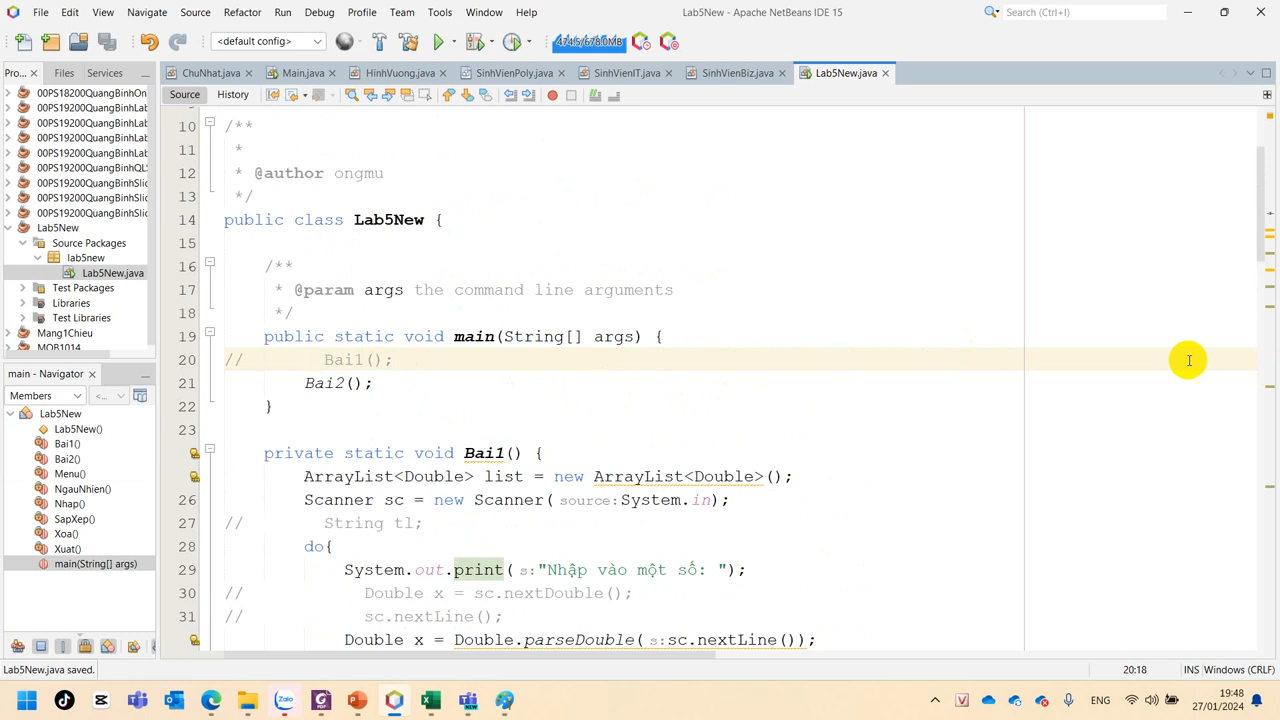 File Edit View Navigate Source Refactor Run Debug Profile Team Tools Window Help Lab5New - Apache NetBeans IDE 15 Search (Ctrl+I)
<default config> 474.5/678.0MB
Pro... Files Services ChuNhat.java Main.java HinhVuong.java SinhVienPoly.java SinhVienIT.java SinhVienBiz.java Lab5New.java
Source History
00PS18200QuangBinhOn
00PS19200QuangBinhLab
00PS19200QuangBinhLab
00PS19200QuangBinhLab
00PS19200QuangBinhLab
00PS19200QuangBinhQL
00PS19200QuangBinhSlic
00PS19200QuangBinhSlic
00PS19200QuangBinhSlic
Lab5New
Source Packages
lab5new
Lab5New.java
Test Packages
Libraries
Test Libraries
Mang1Chieu
MOB1014
main - Navigator
Members <...
Lab5New()
Bai1()
Bai2()
Menu()
NgauNhien()
Nhap()
SapXep()
Xoa()
Xuat()
main(String[] args)
10 /**
11 *
12 * @author ongmu
13 */
14 public class Lab5New {
15
16 /**
17 * @param args the command line arguments
18 */
19 public static void main(String[] args) {
20 // Bai1();
21 Bai2();
22 }
23
private static void Bai1() {
ArrayList<Double> list = new ArrayList<Double>();
26 Scanner sc = new Scanner(source:System.in);
27 // String tl;
28 do{
29 System.out.print(s:"Nhập vào một số: ");
30 // Double x = sc.nextDouble();
31 // sc.nextLine();
Double x = Double.parseDouble(s:sc.nextLine());
Lab5New.java saved. 20:18 INS Windows (CRLF)
ENG 19:48
27/01/2024